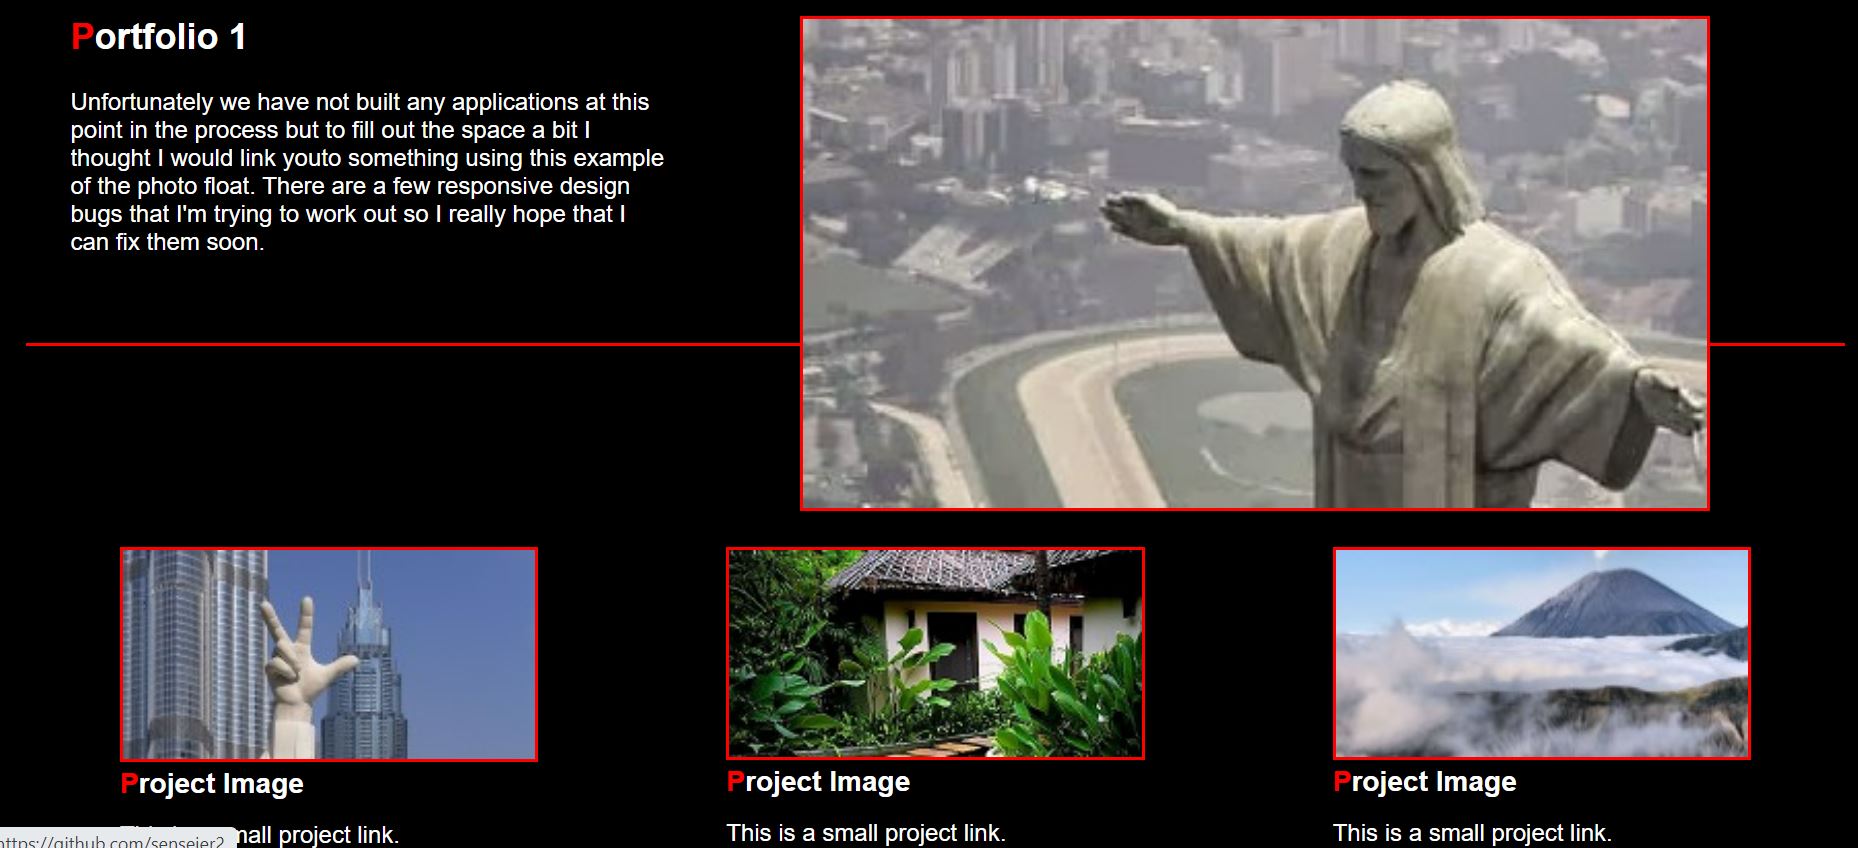 Portfolio 1
Unfortunately we have not built any applications at this
point in the process but to fill out the space a bit I
thought I would link youto something using this example
of the photo float. There are a few responsive design
bugs that I'm trying to work out so I really hope that I
can fix them soon.
Project Image
This is a small project link.
Project Image
This is a small project link.
Project Image
This is a small project link.
https://github.com/senseier2